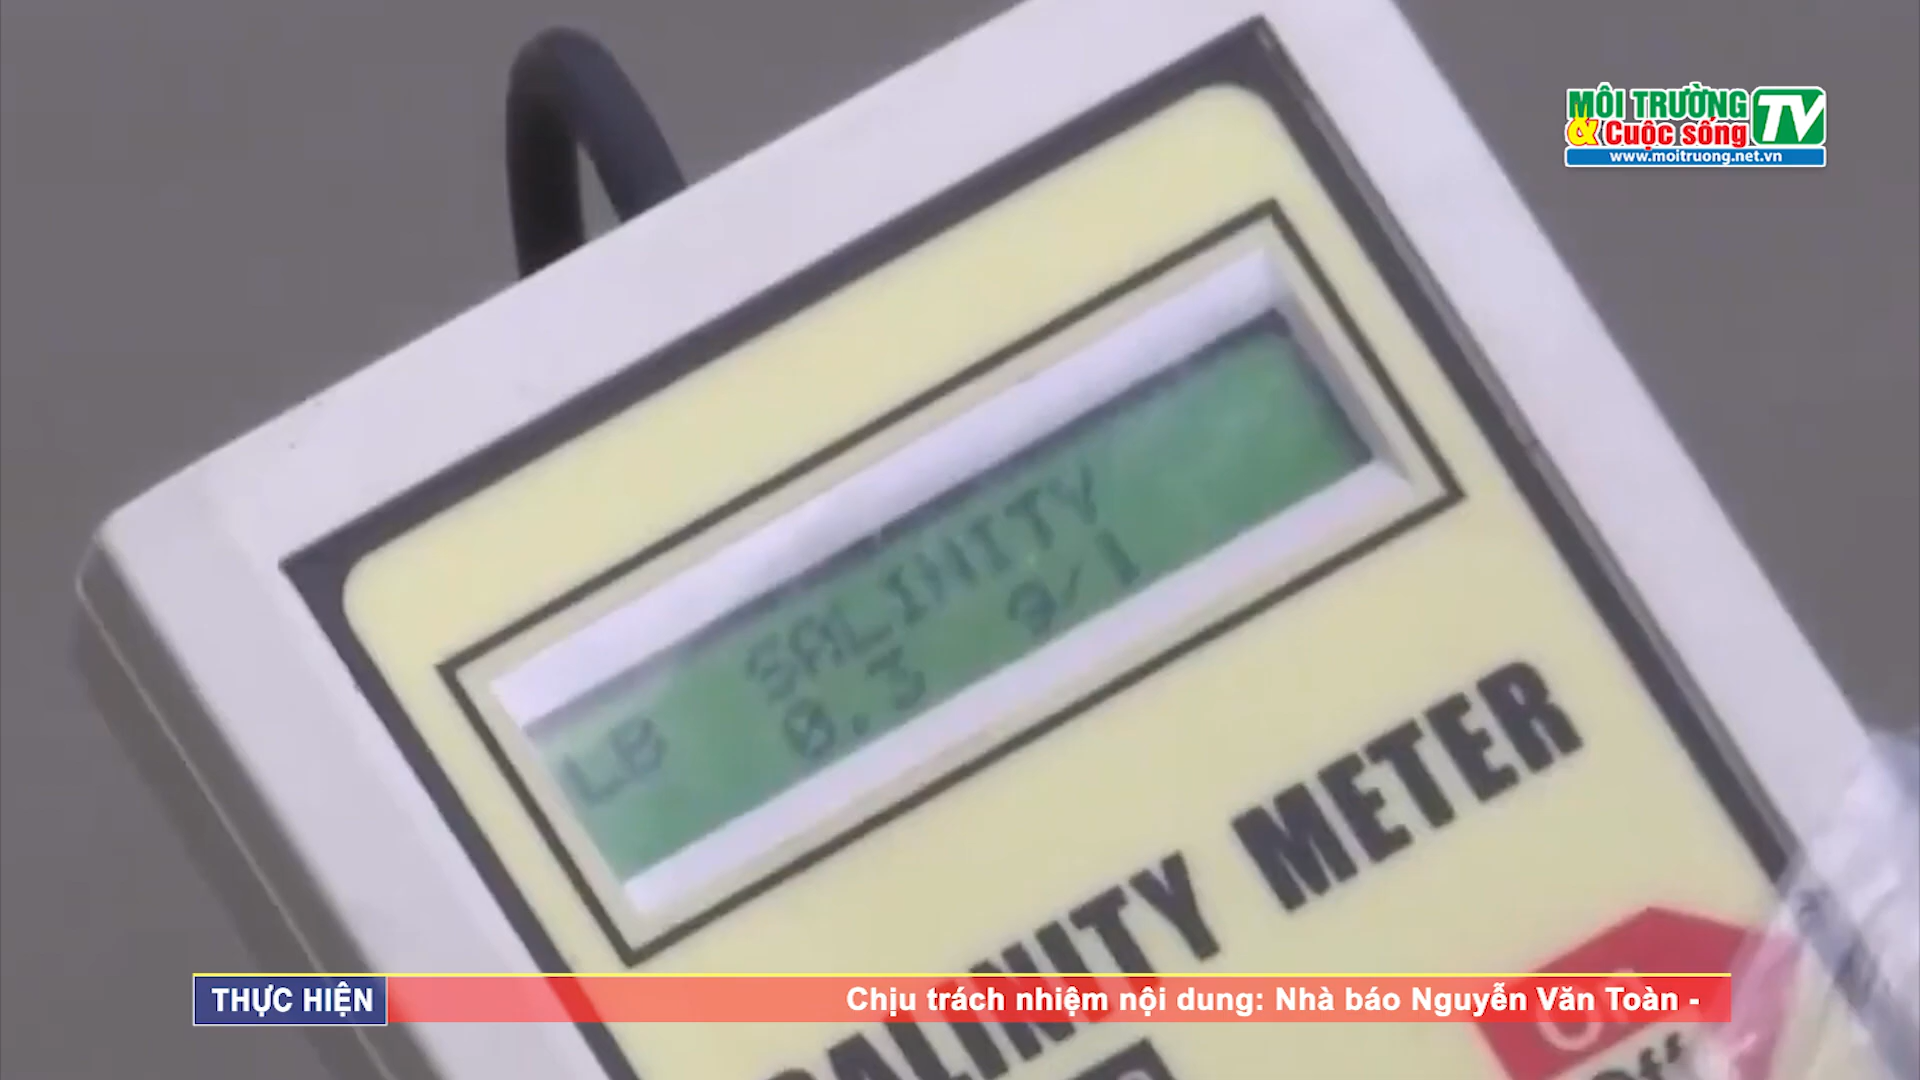 MÔI TRƯỜNG
& Cuộc sống
TV
www.moitruong.net.vn
SALINITY
LB 0.3 g/l
SALINITY METER
THỰC HIỆN
Chịu trách nhiệm nội dung: Nhà báo Nguyễn Văn Toàn -